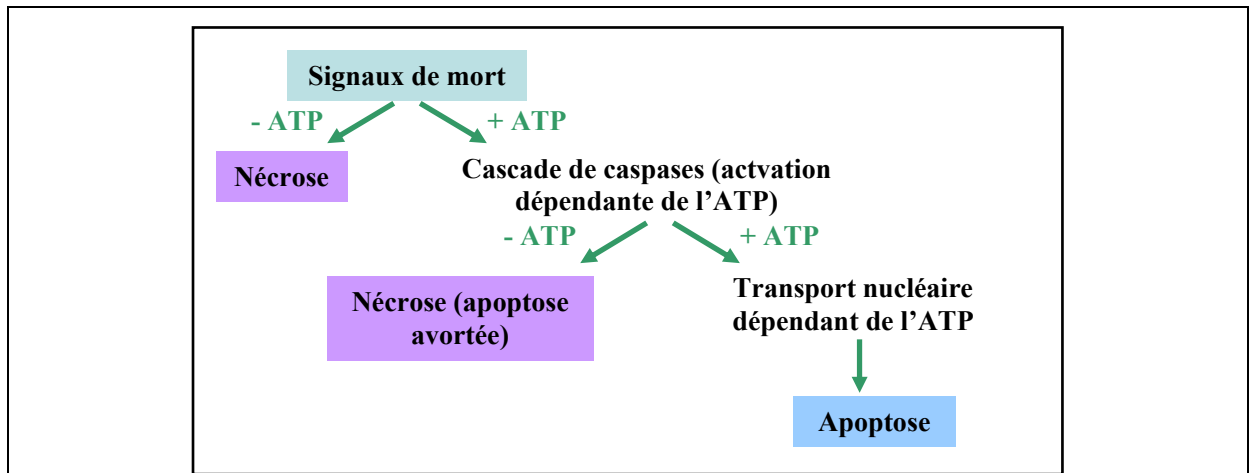 Signaux de mort
- ATP
+ ATP
Nécrose
Cascade de caspases (actvation
dépendante de l’ATP)
- ATP
+ ATP
Nécrose (apoptose
avortée)
Transport nucléaire
dépendant de l’ATP
Apoptose